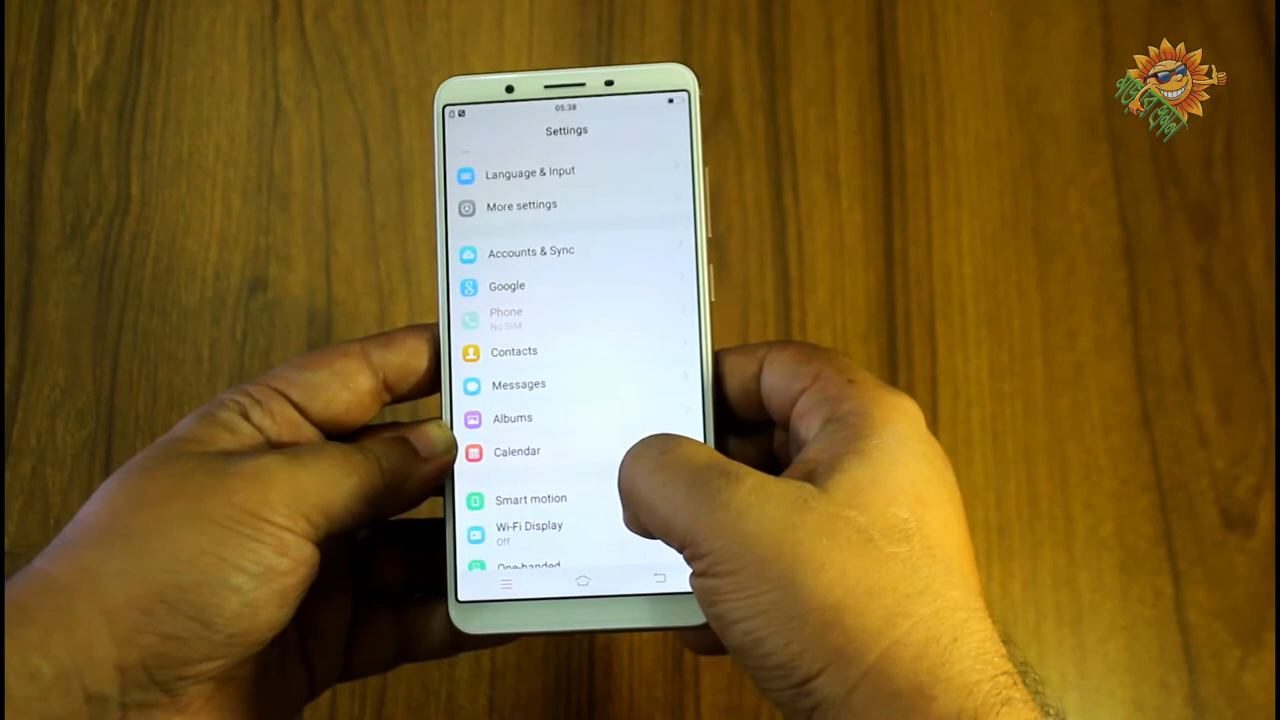 05:38
Settings
Language & Input
More settings
Accounts & Sync
Google
Phone
No SIM
Contacts
Messages
Albums
Calendar
Smart motion
Wi-Fi Display
Off
One-handed